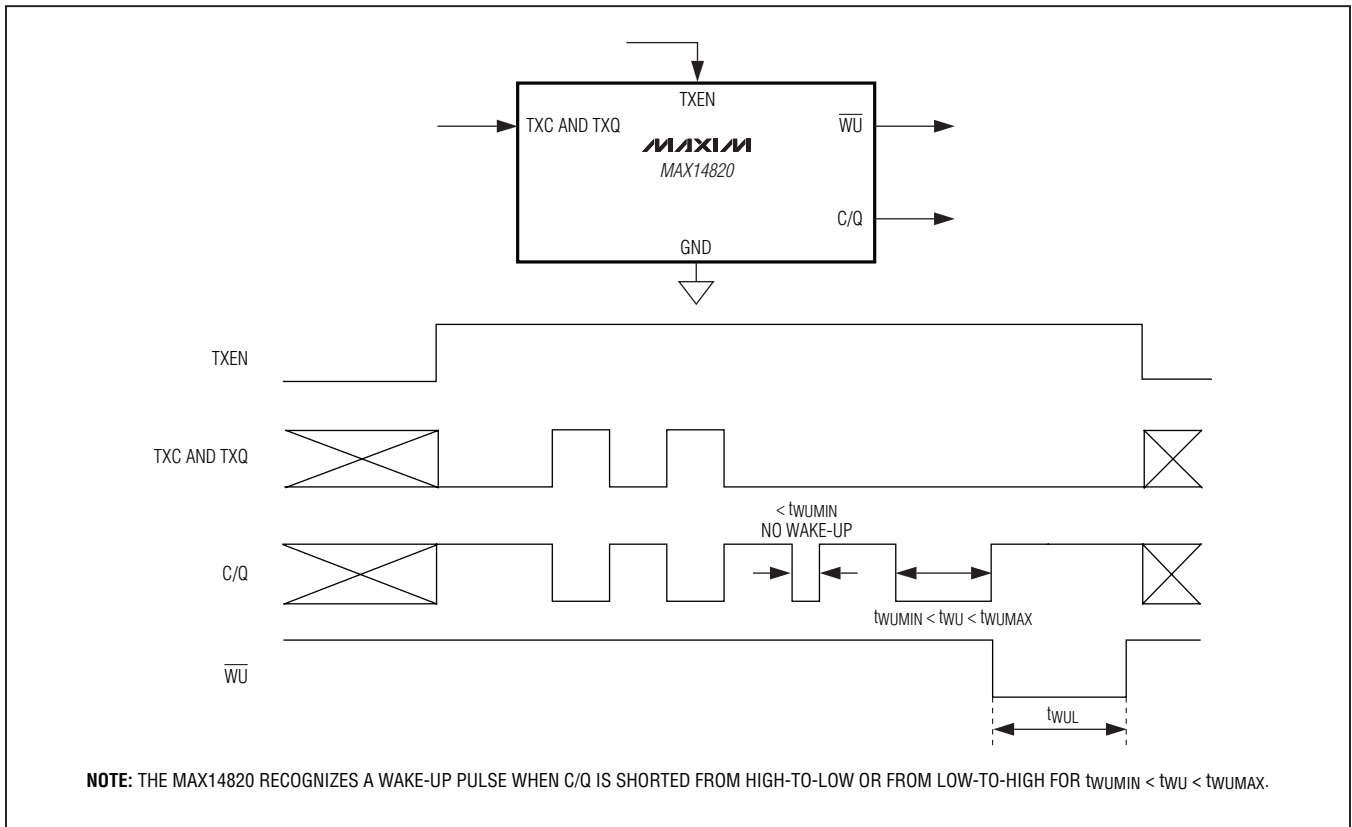 TXEN
TXC AND TXQ
WU
MAXIM
MAX14820
C/Q
GND
TXEN
TXC AND TXQ
< tWUMIN
NO WAKE-UP
C/Q
tWUMIN < tWU < tWUMAX
WU
tWUL
NOTE: THE MAX14820 RECOGNIZES A WAKE-UP PULSE WHEN C/Q IS SHORTED FROM HIGH-TO-LOW OR FROM LOW-TO-HIGH FOR tWUMIN < tWU < tWUMAX.